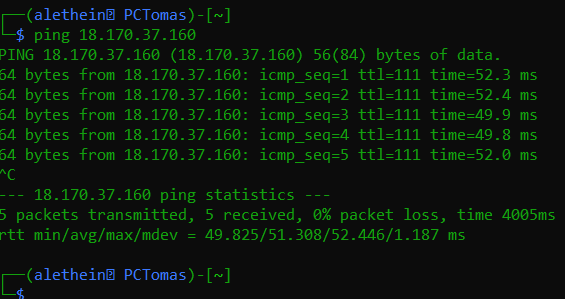 ┌──(alethein PCTomas)-[~]
└─$ ping 18.170.37.160
PING 18.170.37.160 (18.170.37.160) 56(84) bytes of data.
64 bytes from 18.170.37.160: icmp_seq=1 ttl=111 time=52.3 ms
64 bytes from 18.170.37.160: icmp_seq=2 ttl=111 time=52.4 ms
64 bytes from 18.170.37.160: icmp_seq=3 ttl=111 time=49.9 ms
64 bytes from 18.170.37.160: icmp_seq=4 ttl=111 time=49.8 ms
64 bytes from 18.170.37.160: icmp_seq=5 ttl=111 time=52.0 ms
^C
--- 18.170.37.160 ping statistics ---
5 packets transmitted, 5 received, 0% packet loss, time 4005ms
rtt min/avg/max/mdev = 49.825/51.308/52.446/1.187 ms
┌──(alethein PCTomas)-[~]
└─$